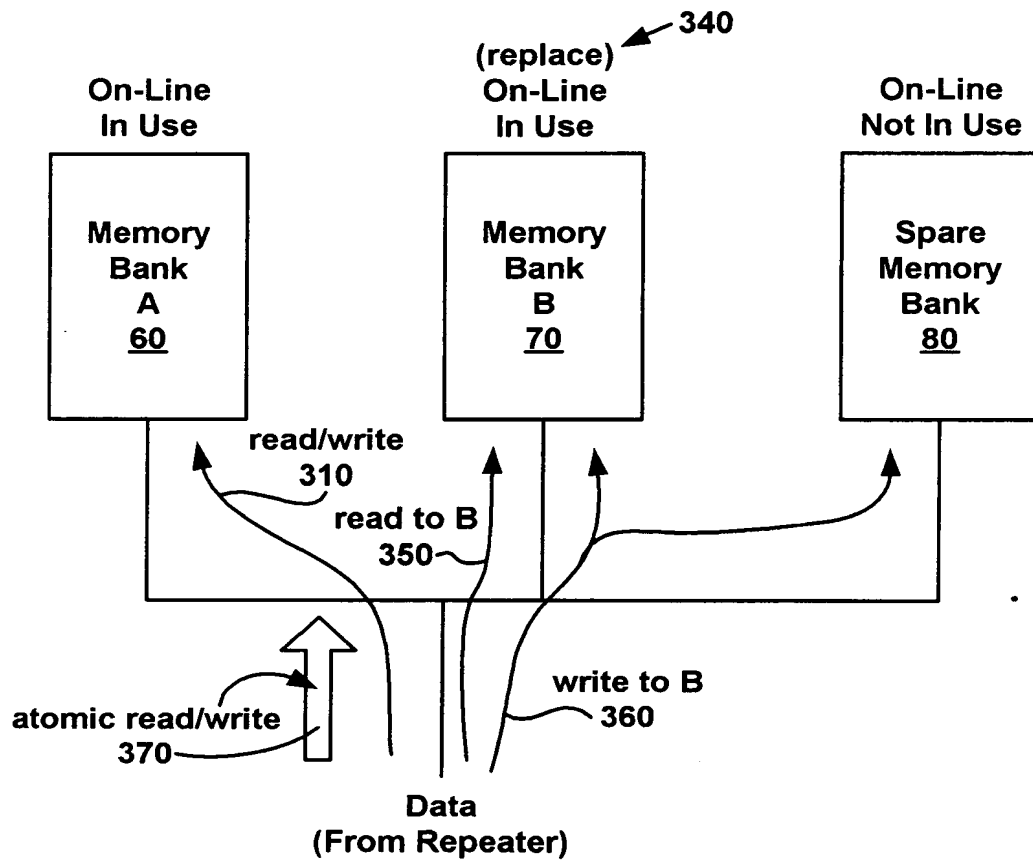 340
(replace)
On-Line
In Use
On-Line
In Use
On-Line
Not In Use
Memory
Bank
A
60
Memory
Bank
B
70
Spare
Memory
Bank
80
read/write
310
read to B
350
write to B
360
atomic read/write
370
Data
(From Repeater)